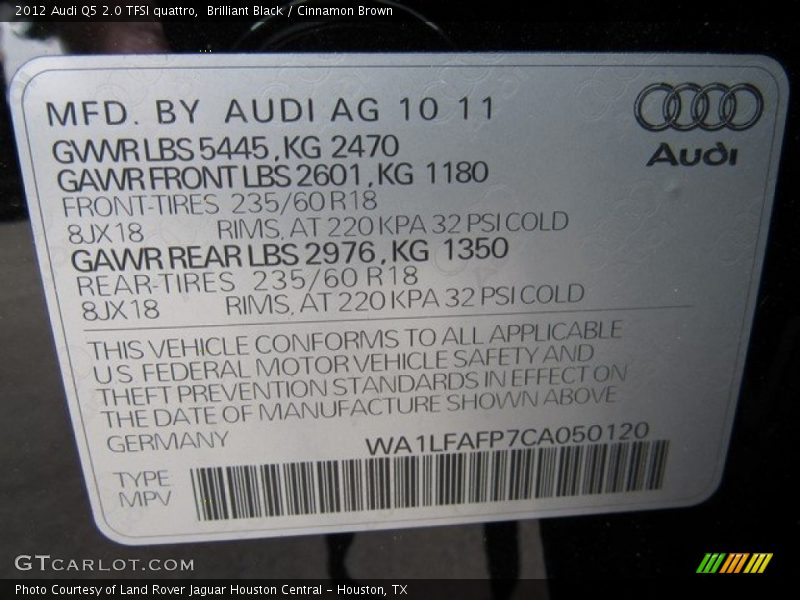 2012 Audi Q5 2.0 TFSI quattro,  Brilliant Black / Cinnamon Brown
MFD. BY AUDI AG 10 11
Audi
GVWR LBS 5445, KG 2470
GAWR FRONT LBS 2601, KG 1180
FRONT-TIRES 235/60 R18
8JX18 RIMS, AT 220 KPA 32 PSI COLD
GAWR REAR LBS 2976, KG 1350
REAR-TIRES 235/60 R18
8JX18 RIMS, AT 220 KPA 32 PSI COLD
THIS VEHICLE CONFORMS TO ALL APPLICABLE
U.S. FEDERAL MOTOR VEHICLE SAFETY AND
THEFT PREVENTION STANDARDS IN EFFECT ON
THE DATE OF MANUFACTURE SHOWN ABOVE
GERMANY WA1LFAFP7CA050120
TYPE
MPV
GTCARLOT.COM
Photo Courtesy of Land Rover Jaguar Houston Central - Houston, TX